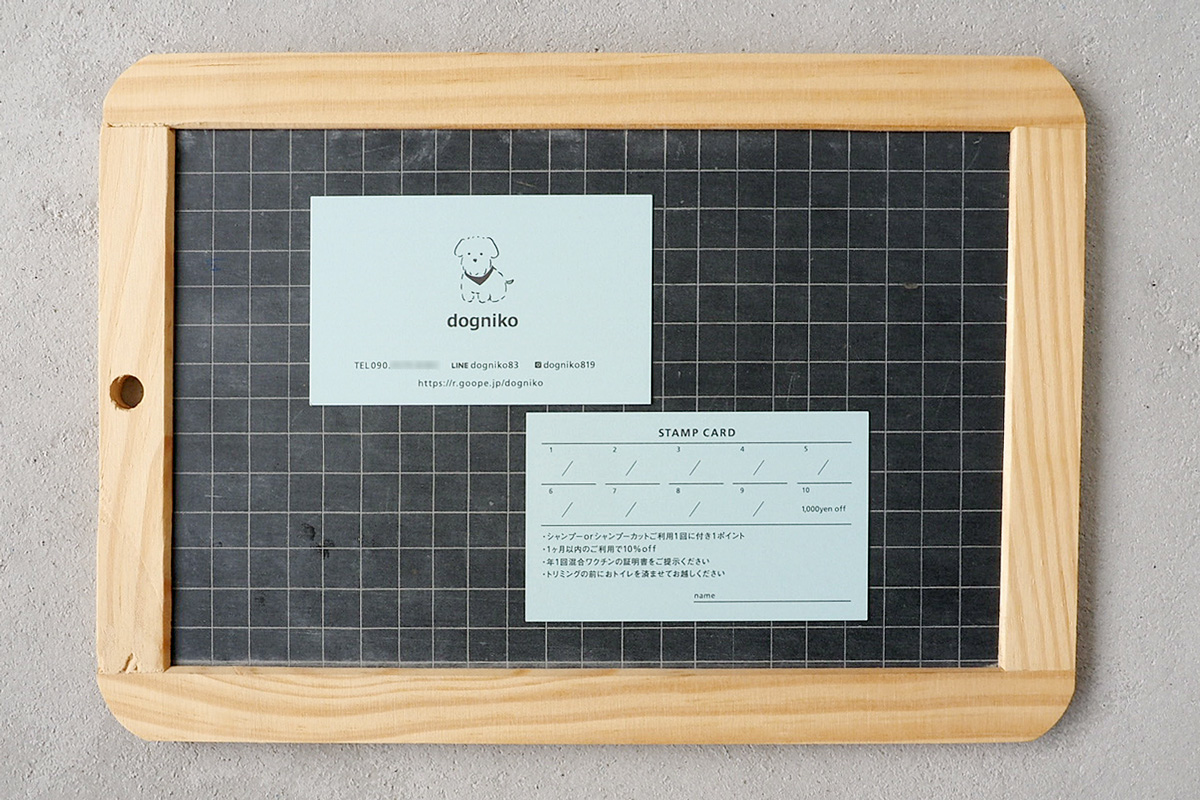 dogniko
TEL090. LINE dogniko83 dogniko819
https://r.goope.jp/dogniko
STAMP CARD
1 2 3 4 5
/ / / / /
6 7 8 9 10
/ / / / 1,000yen off
・シャンプーorシャンプーカットご利用1回に付き1ポイント
・1ヶ月以内のご利用で10%off
・年1回混合ワクチンの証明書をご提示ください
・トリミングの前におトイレを済ませてお越しください
name